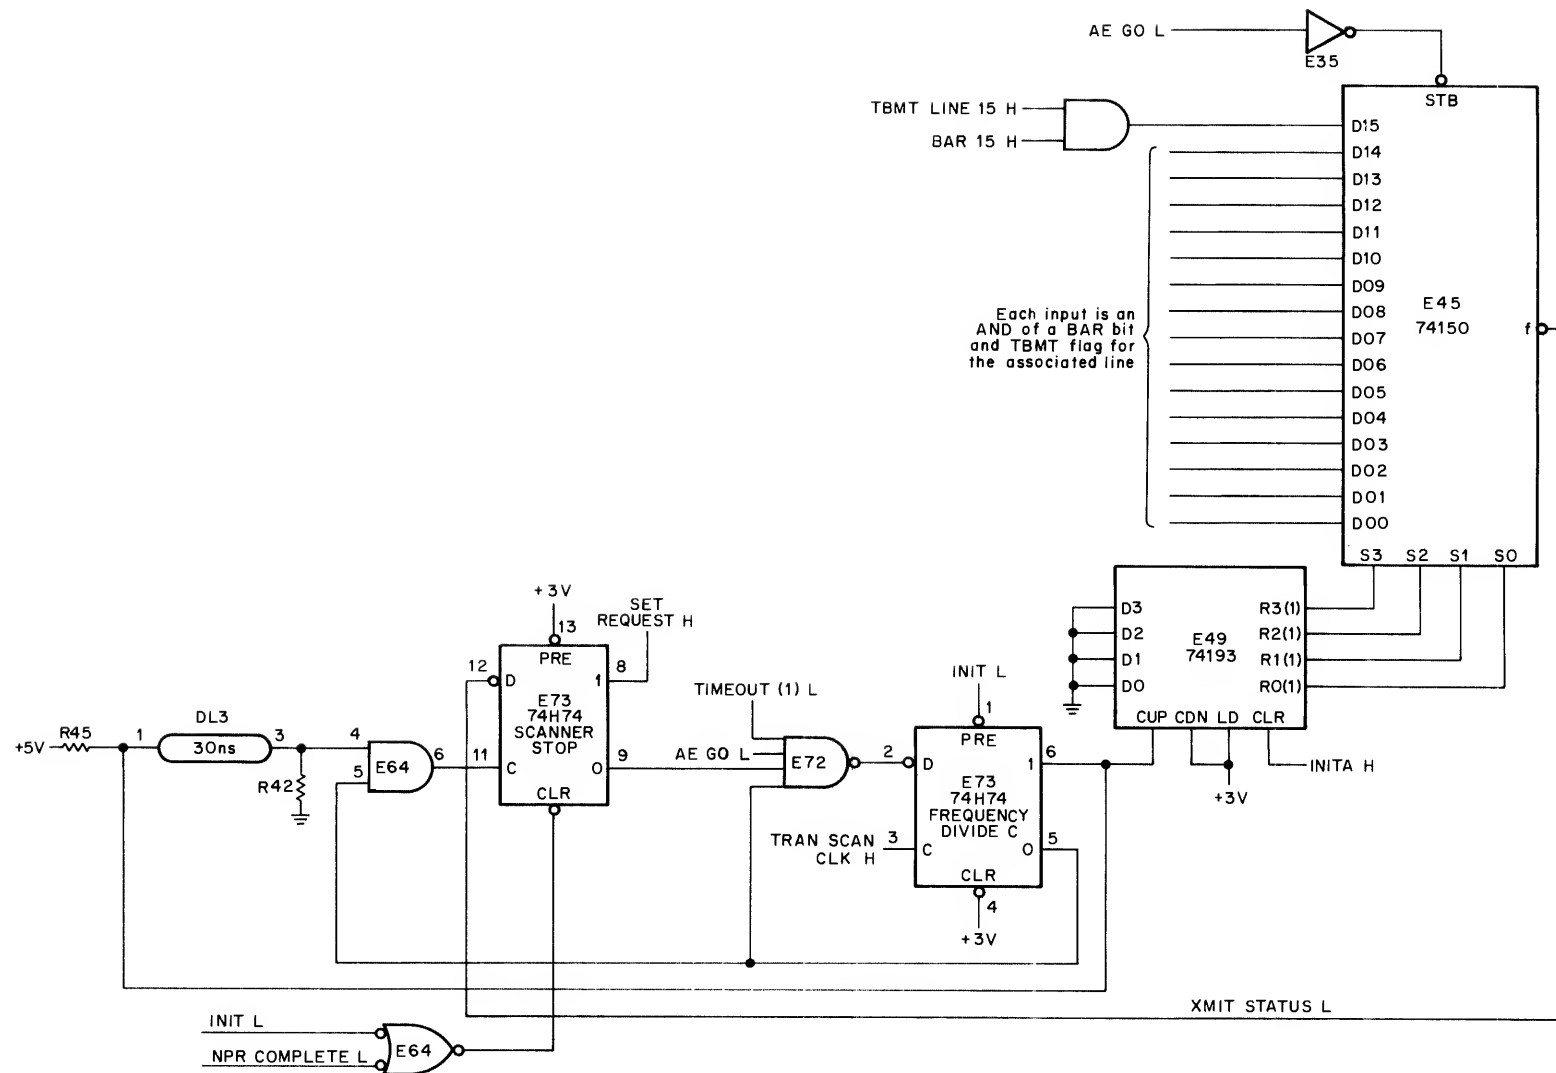 AE GO L
E35
STB
TBMT LINE 15 H
BAR 15 H
D15
D14
D13
D12
D11
D10
D09
D08
D07
D06
D05
D04
D03
D02
D01
D00
Each input is an
AND of a BAR bit
and TBMT flag for
the associated line
E45
74150
f
S3 S2 S1 S0
D3
D2
D1
D0
E49
74193
R3(1)
R2(1)
R1(1)
R0(1)
CUP CDN LD CLR
+3V
INITA H
+3V
13
SET
REQUEST H
PRE
12
D
1
8
E73
74H74
SCANNER
STOP
11
C
0
9
CLR
+5V
R45
1
DL3
30ns
3
R42
4
5
E64
6
TIMEOUT (1) L
AE GO L
E72
2
INIT L
1
PRE
D
1
6
E73
74H74
FREQUENCY
DIVIDE C
TRAN SCAN
CLK H
3
C
0
5
CLR
4
+3V
XMIT STATUS L
INIT L
NPR COMPLETE L
E64